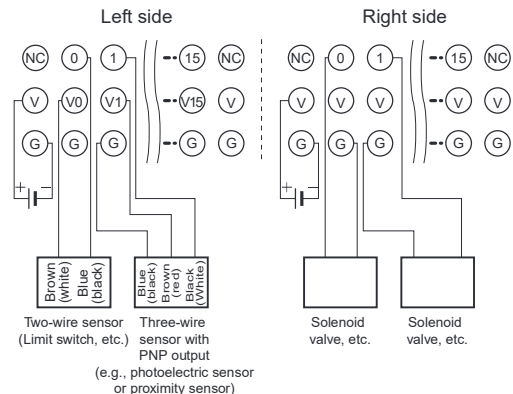 Left side
Right side
NC 0 1 15 NC
NC 0 1 15 NC
V V0 V1 V15 V
V V V V V
G G G G G
G G G G G
+ −
+ −
Brown
(white)
Blue
(black)
Blue
(black)
Brown
(red)
Black
(White)
Two-wire sensor
(Limit switch, etc.)
Three-wire
sensor with
PNP output
(e.g., photoelectric sensor
or proximity sensor)
Solenoid
valve, etc.
Solenoid
valve, etc.